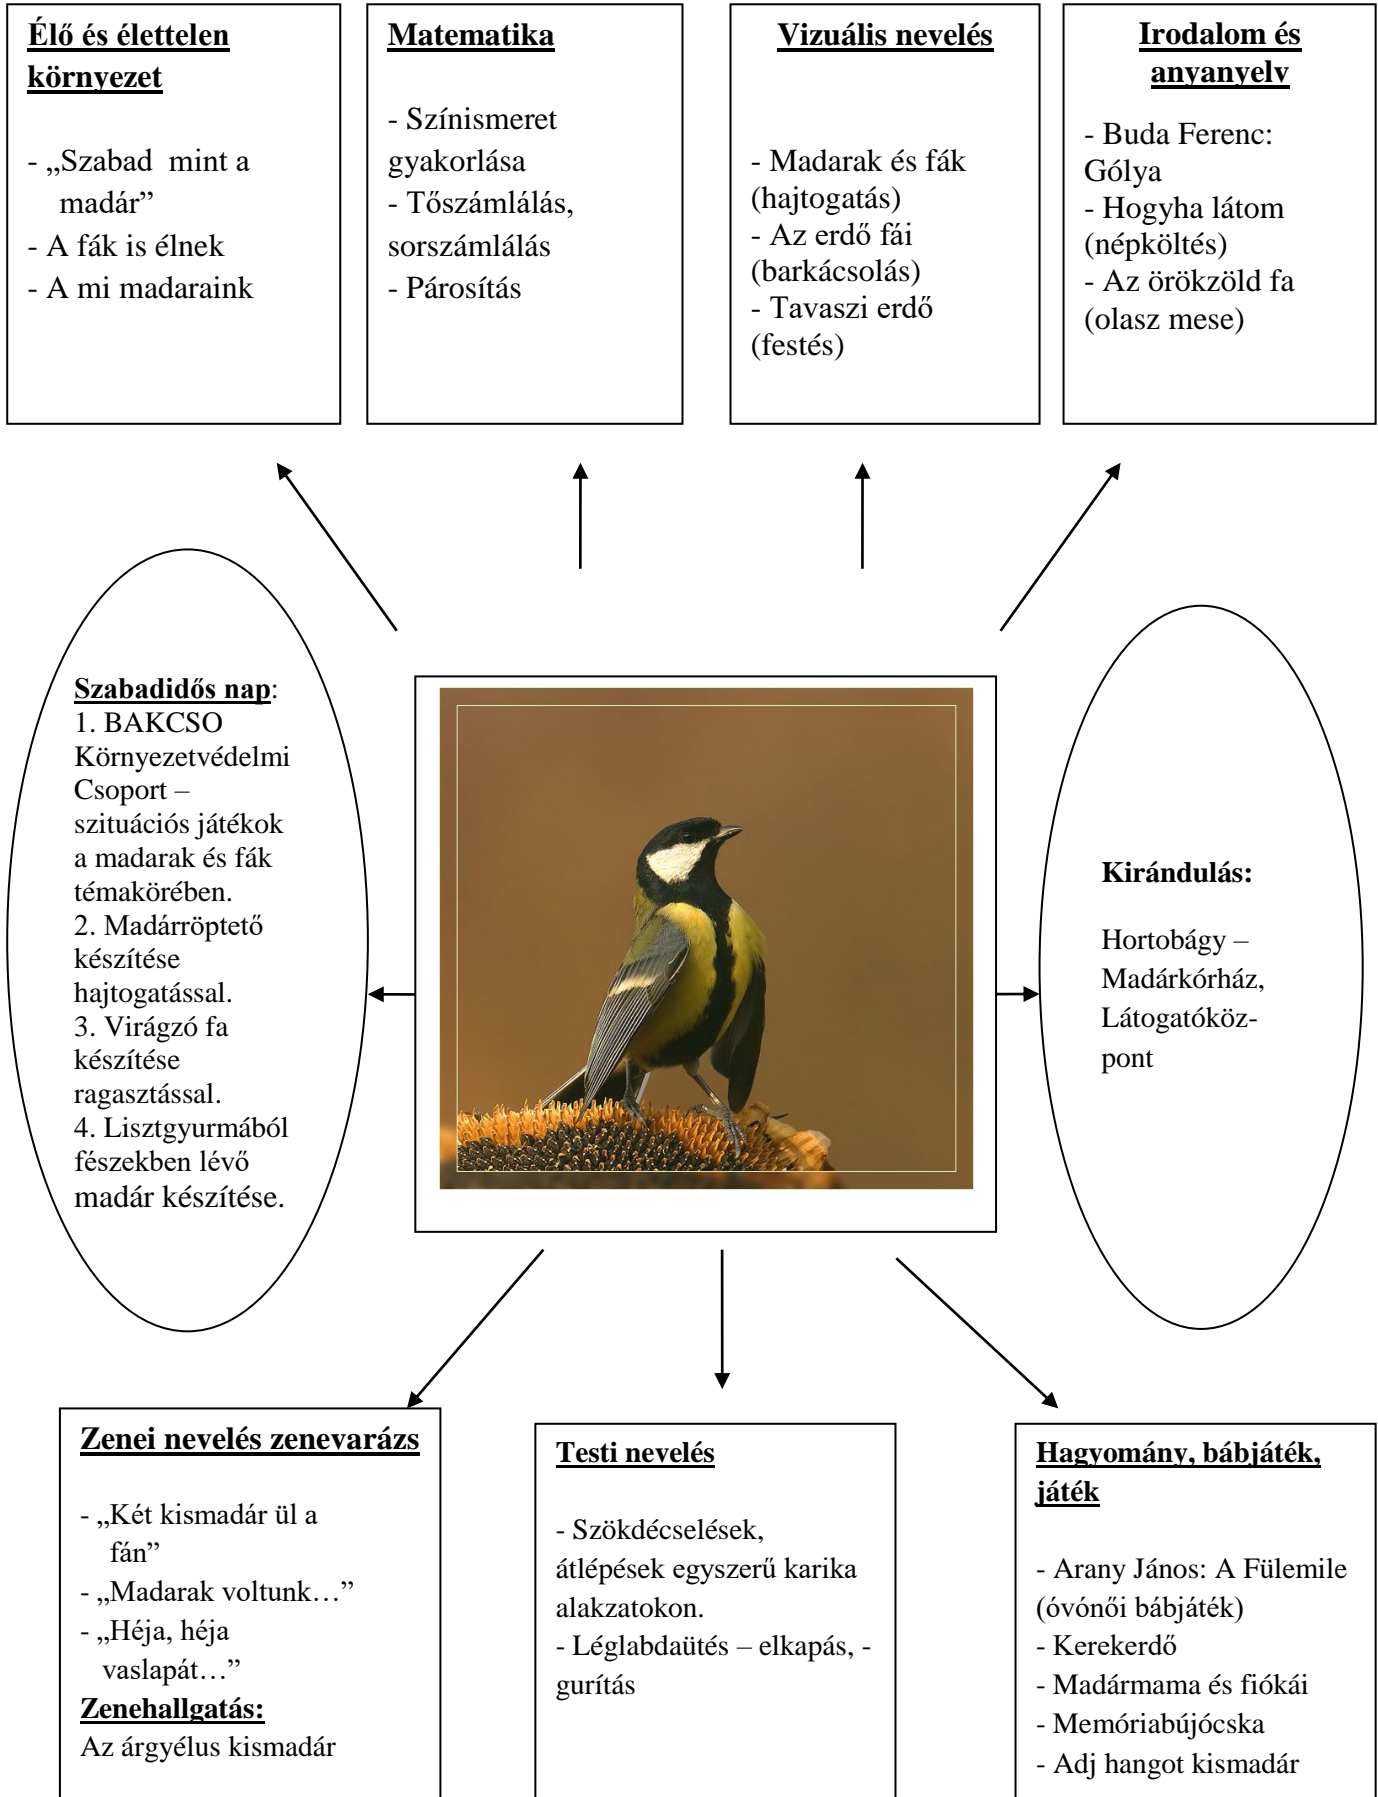 Élő és élettelen
környezet
- „Szabad mint a
madár”
- A fák is élnek
- A mi madaraink
Matematika
- Színismeret
gyakorlása
- Tőszámlálás,
sorszámlálás
- Párosítás
Vizuális nevelés
- Madarak és fák
(hajtogatás)
- Az erdő fái
(barkácsolás)
- Tavaszi erdő
(festés)
Irodalom és
anyanyelv
- Buda Ferenc:
Gólya
- Hogyha látom
(népköltés)
- Az örökzöld fa
(olasz mese)
Szabadidős nap:
1. BAKCSO
Környezetvédelmi
Csoport –
szituációs játékok
a madarak és fák
témakörében.
2. Madárröptető
készítése
hajtogatással.
3. Virágzó fa
készítése
ragasztással.
4. Lisztgyurmából
fészekben lévő
madár készítése.
Kirándulás:
Hortobágy –
Madárkórház,
Látogatóköz-
pont
Zenei nevelés zenevarázs
- „Két kismadár ül a
fán”
- „Madarak voltunk…”
- „Héja, héja
vaslapát…”
Zenehallgatás:
Az árgyélus kismadár
Testi nevelés
- Szökdécselések,
átlépések egyszerű karika
alakzatokon.
- Léglabdaütés – elkapás, -
gurítás
Hagyomány, bábjáték,
játék
- Arany János: A Fülemile
(óvónői bábjáték)
- Kerekerdő
- Madármama és fiókái
- Memóriabújócska
- Adj hangot kismadár